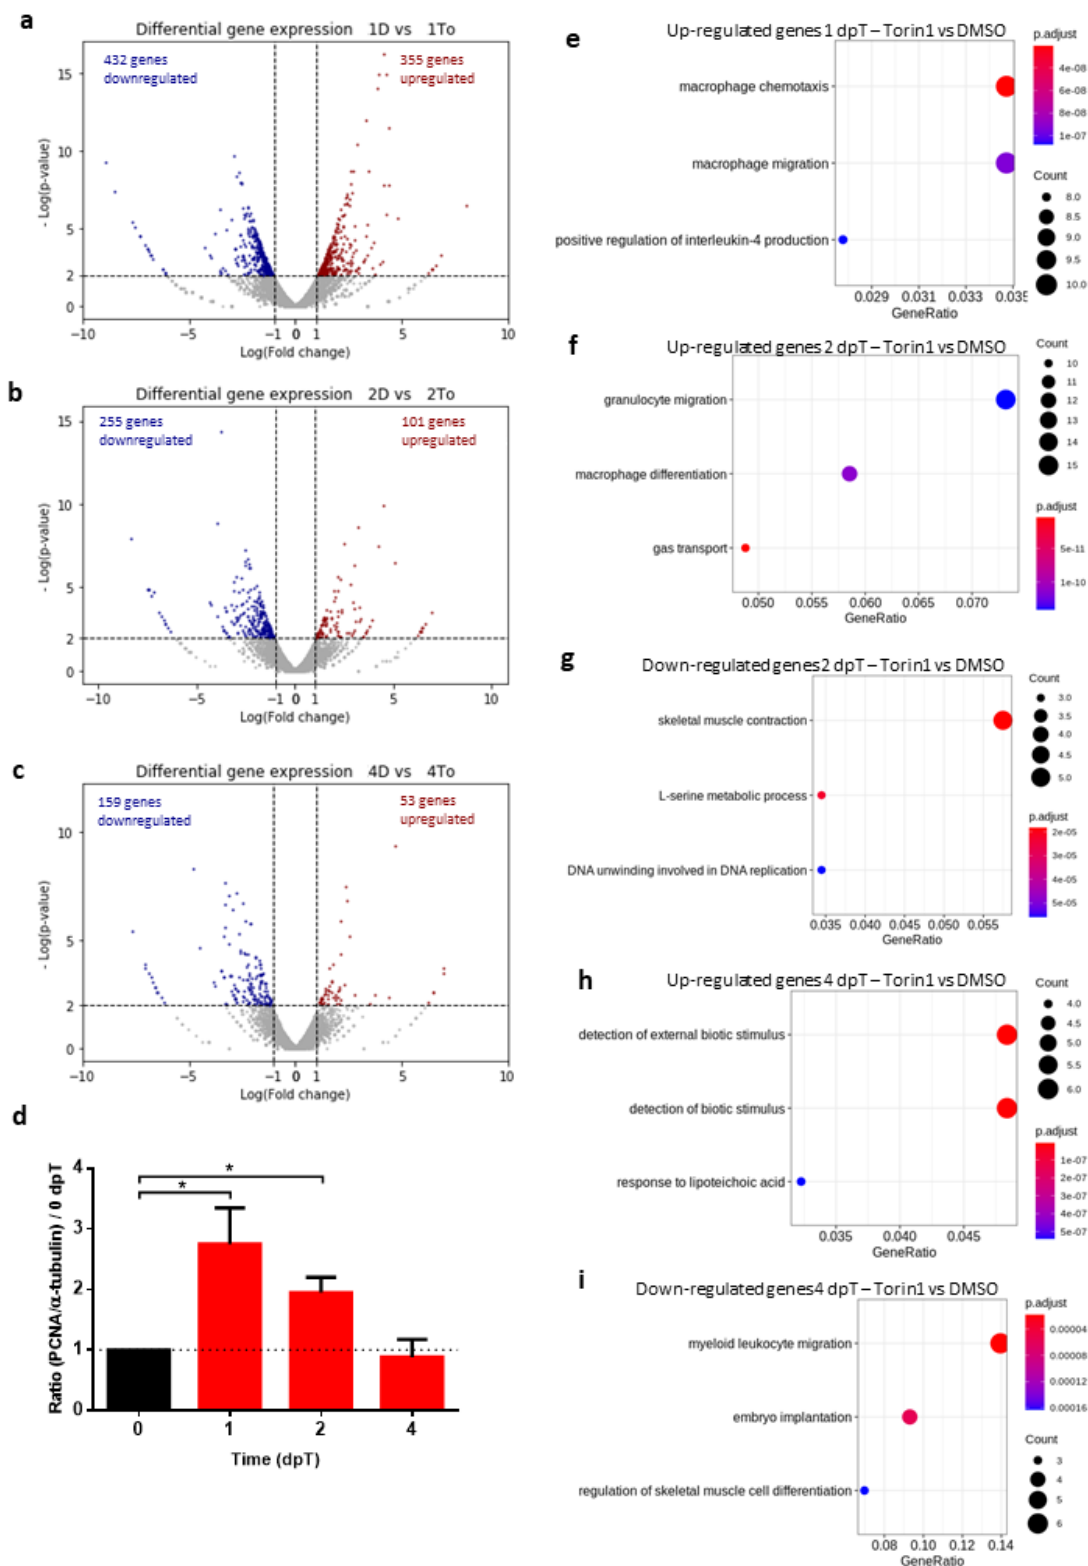 a
Differential gene expression 1D vs 1To
432 genes
downregulated
355 genes
upregulated
15
10
5
2
0
- Log(p-value)
−10 −5 −1 0 1 5 10
Log(Fold change)
b
Differential gene expression 2D vs 2To
255 genes
downregulated
101 genes
upregulated
15
10
5
2
0
- Log(p-value)
−10 −5 −1 0 1 5 10
Log(Fold change)
c
Differential gene expression 4D vs 4To
159 genes
downregulated
53 genes
upregulated
10
5
2
0
- Log(p-value)
−10 −5 −1 0 1 5 10
Log(Fold change)
d
Ratio (PCNA/α-tubulin) / 0 dpT
4
3
2
1
0
*
*
0 1 2 4
Time (dpT)
e
Up-regulated genes 1 dpT – Torin1 vs DMSO
macrophage chemotaxis
macrophage migration
positive regulation of interleukin-4 production
0.029 0.031 0.033 0.035
GeneRatio
p.adjust
4e-08
6e-08
8e-08
1e-07
Count
8.0
8.5
9.0
9.5
10.0
f
Up-regulated genes 2 dpT – Torin1 vs DMSO
granulocyte migration
macrophage differentiation
gas transport
0.050 0.055 0.060 0.065 0.070
GeneRatio
Count
10
11
12
13
14
15
p.adjust
5e-11
1e-10
g
Down-regulated genes 2 dpT – Torin1 vs DMSO
skeletal muscle contraction
L-serine metabolic process
DNA unwinding involved in DNA replication
0.035 0.040 0.045 0.050 0.055
GeneRatio
Count
3.0
3.5
4.0
4.5
5.0
p.adjust
2e-05
3e-05
4e-05
5e-05
h
Up-regulated genes 4 dpT – Torin1 vs DMSO
detection of external biotic stimulus
detection of biotic stimulus
response to lipoteichoic acid
0.035 0.040 0.045
GeneRatio
Count
4.0
4.5
5.0
5.5
6.0
p.adjust
1e-07
2e-07
3e-07
4e-07
5e-07
i
Down-regulated genes 4 dpT – Torin1 vs DMSO
myeloid leukocyte migration
embryo implantation
regulation of skeletal muscle cell differentiation
0.08 0.10 0.12 0.14
GeneRatio
p.adjust
0.00004
0.00008
0.00012
0.00016
Count
3
4
5
6